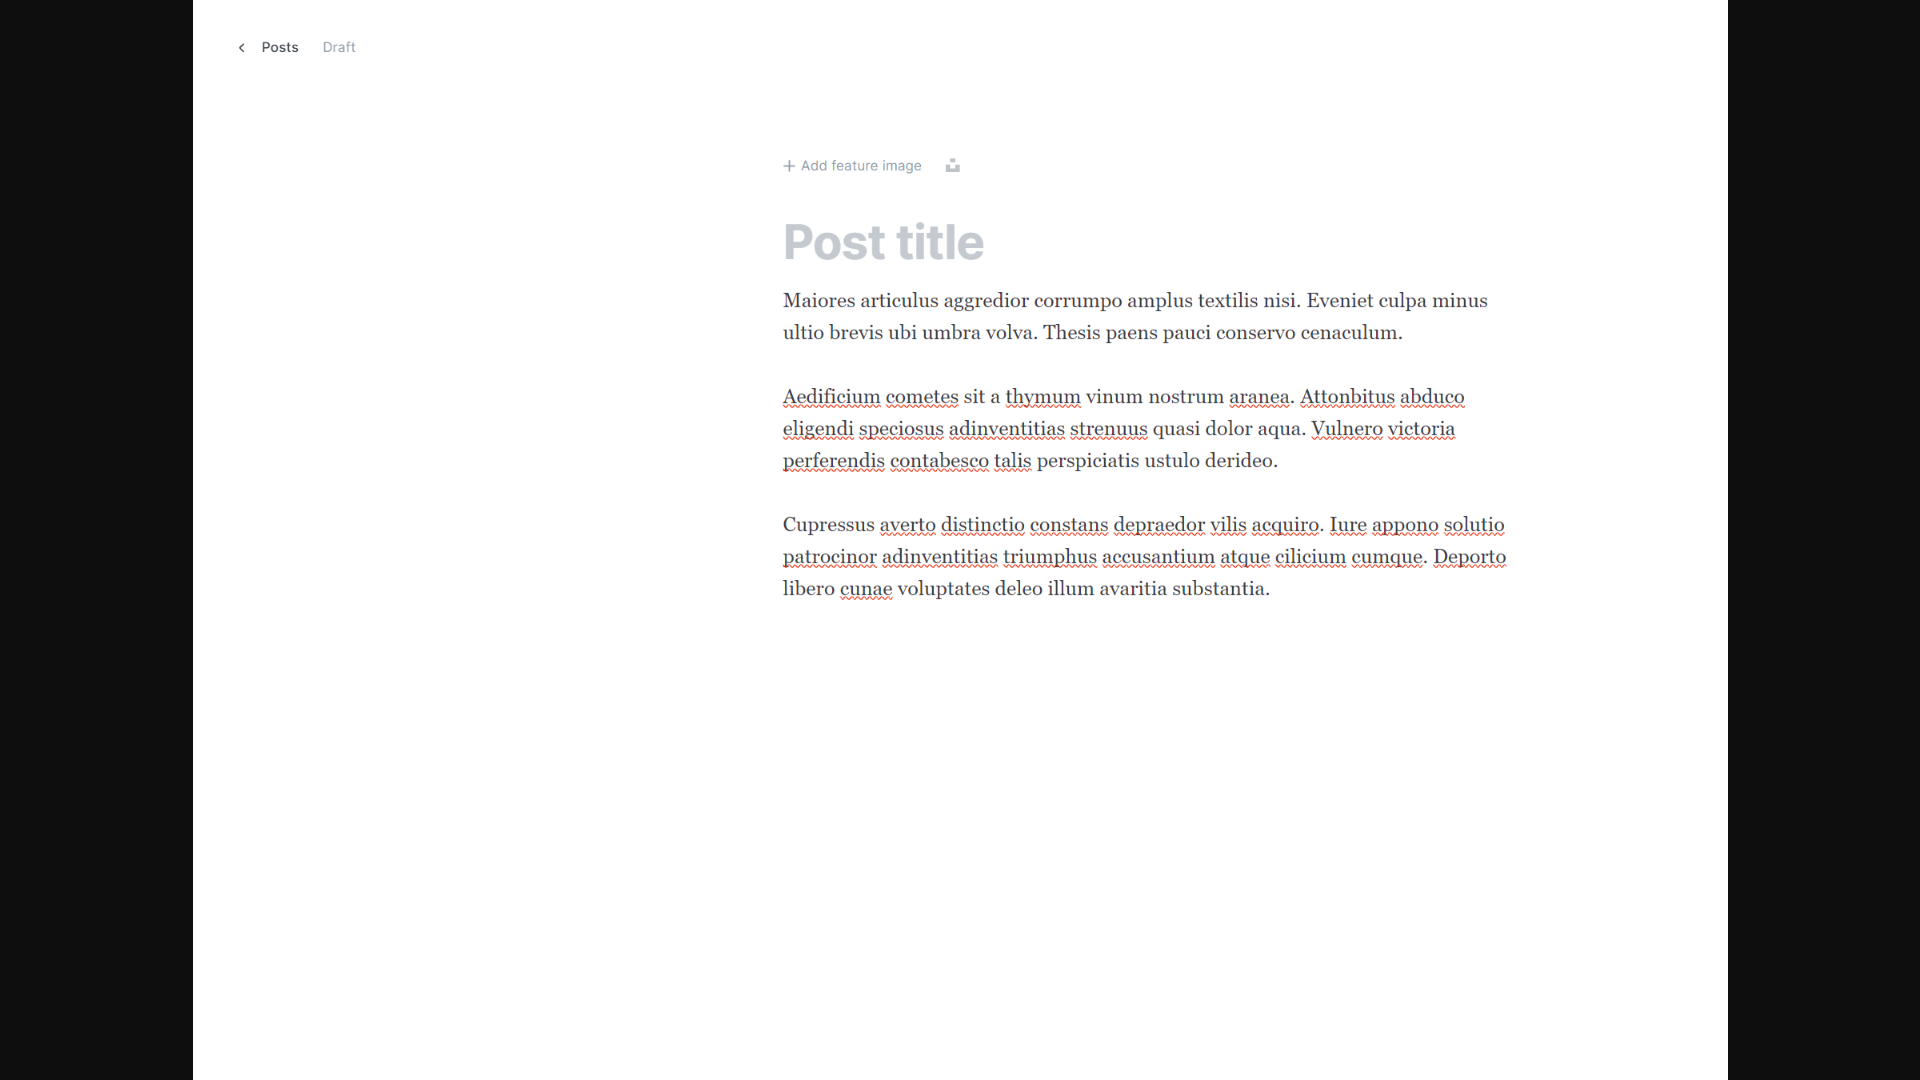 Posts Draft
Add feature image
Post title
Maiores articulus aggredior corrumpo amplus textilis nisi. Eveniet culpa minus
ultio brevis ubi umbra volva. Thesis paens pauci conservo cenaculum.
Aedificium cometes sit a thymum vinum nostrum aranea. Attonbitus abduco
eligendi speciosus adinventitias strenuus quasi dolor aqua. Vulnero victoria
perferendis contabesco talis perspiciatis ustulo derideo.
Cupressus averto distinctio constans depraedor vilis acquiro. Iure appono solutio
patrocinor adinventitias triumphus accusantium atque cilicium cumque. Deporto
libero cunae voluptates deleo illum avaritia substantia.